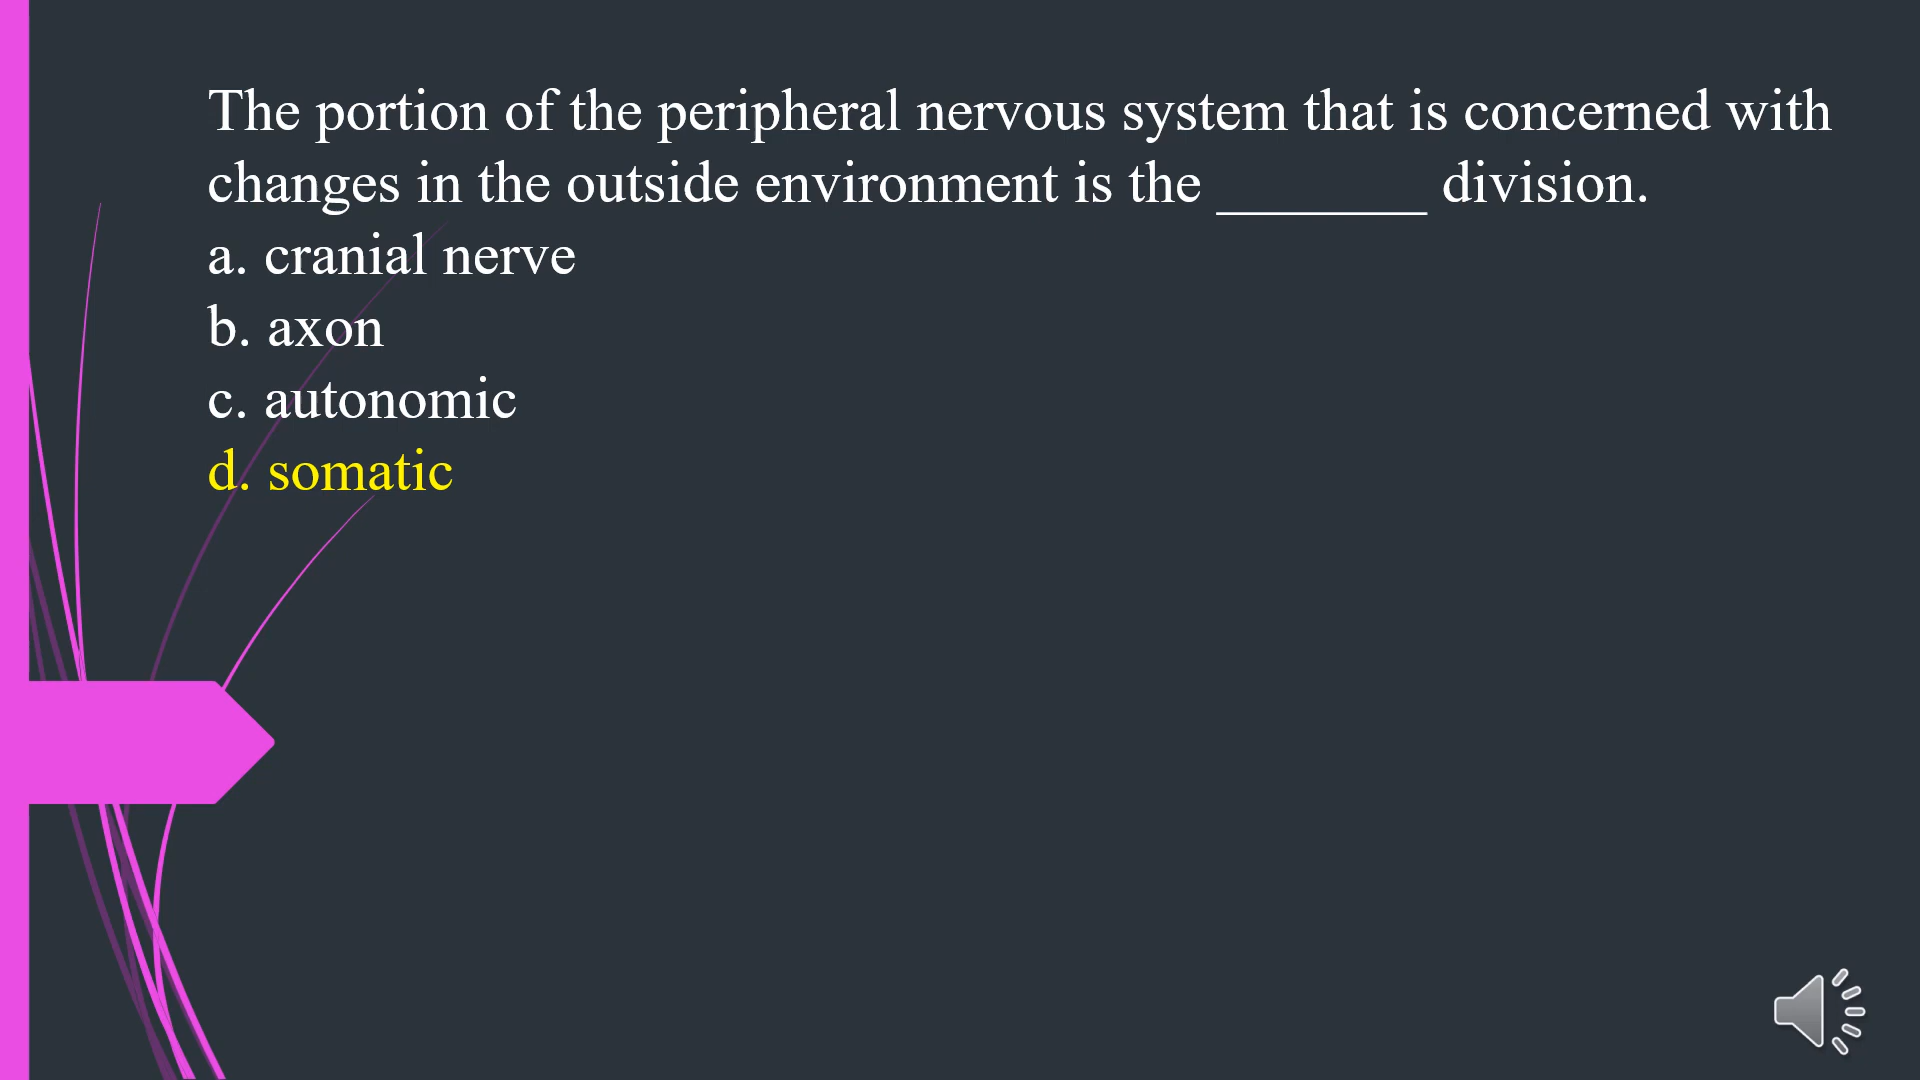 The portion of the peripheral nervous system that is concerned with
changes in the outside environment is the ________ division.
a. cranial nerve
b. axon
c. autonomic
d. somatic